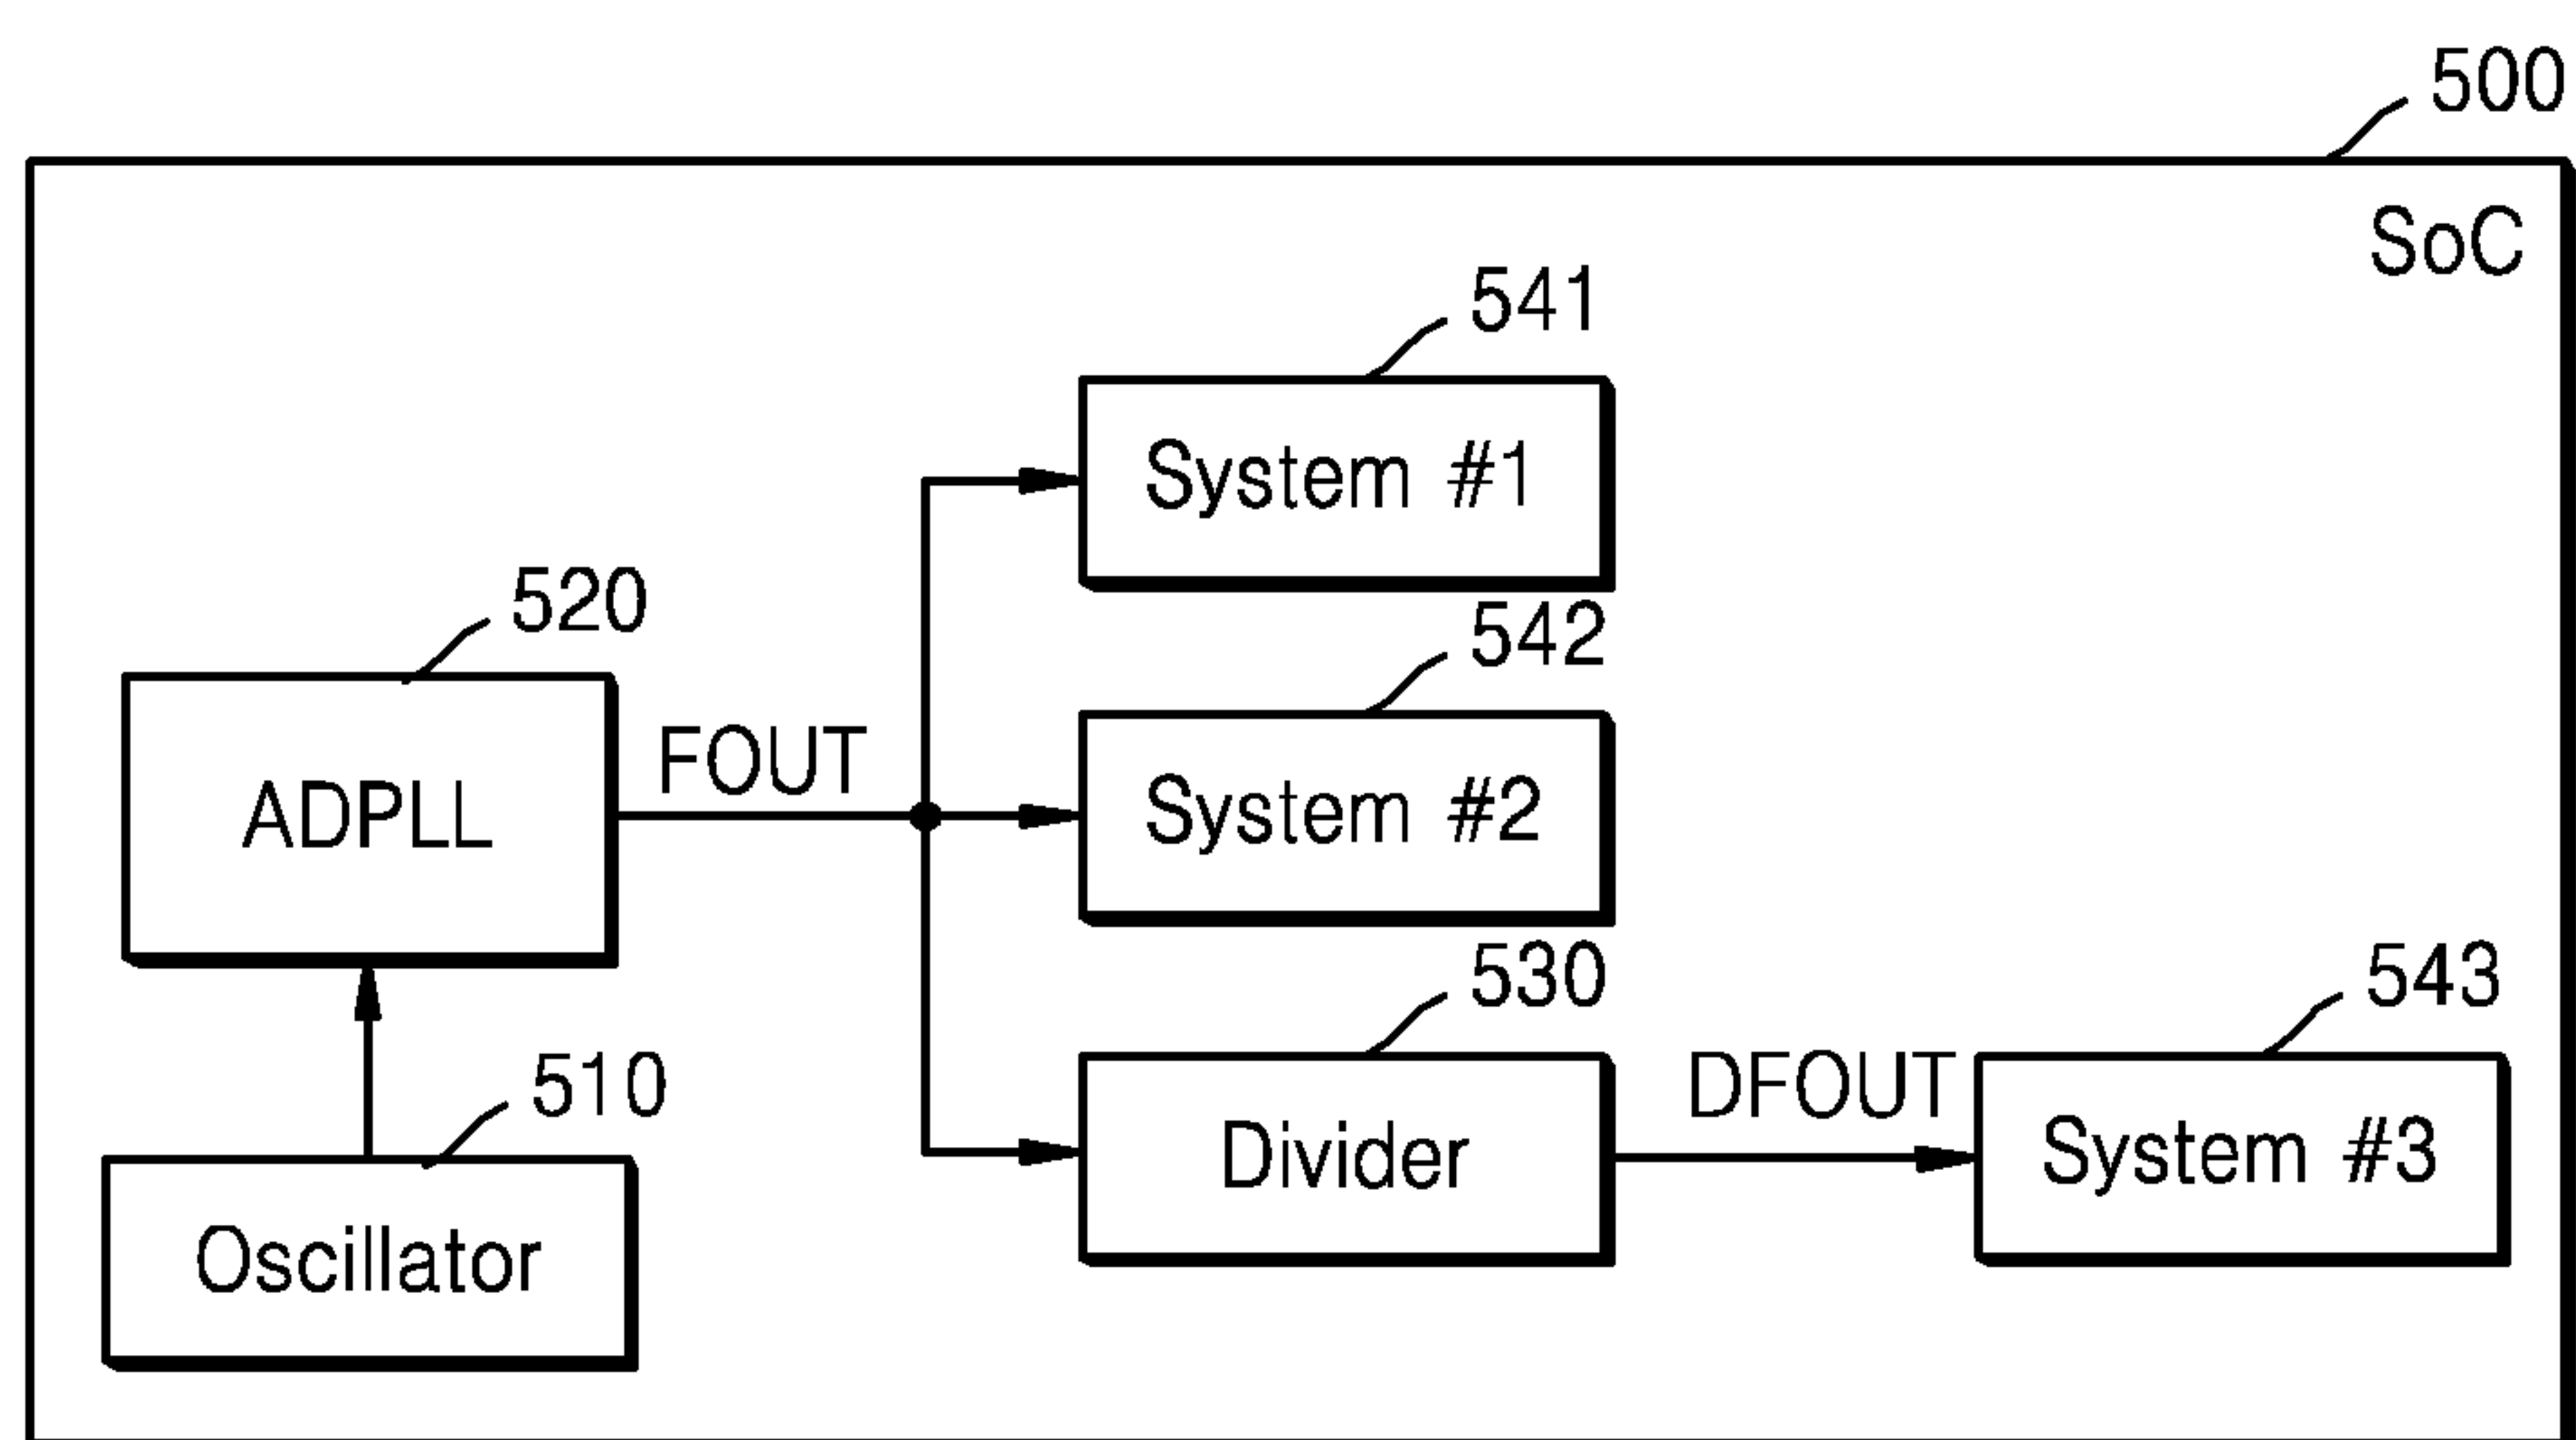 500
SoC
541
System #1
520
542
FOUT
System #2
ADPLL
530
543
510
DFOUT
Divider
System #3
Oscillator